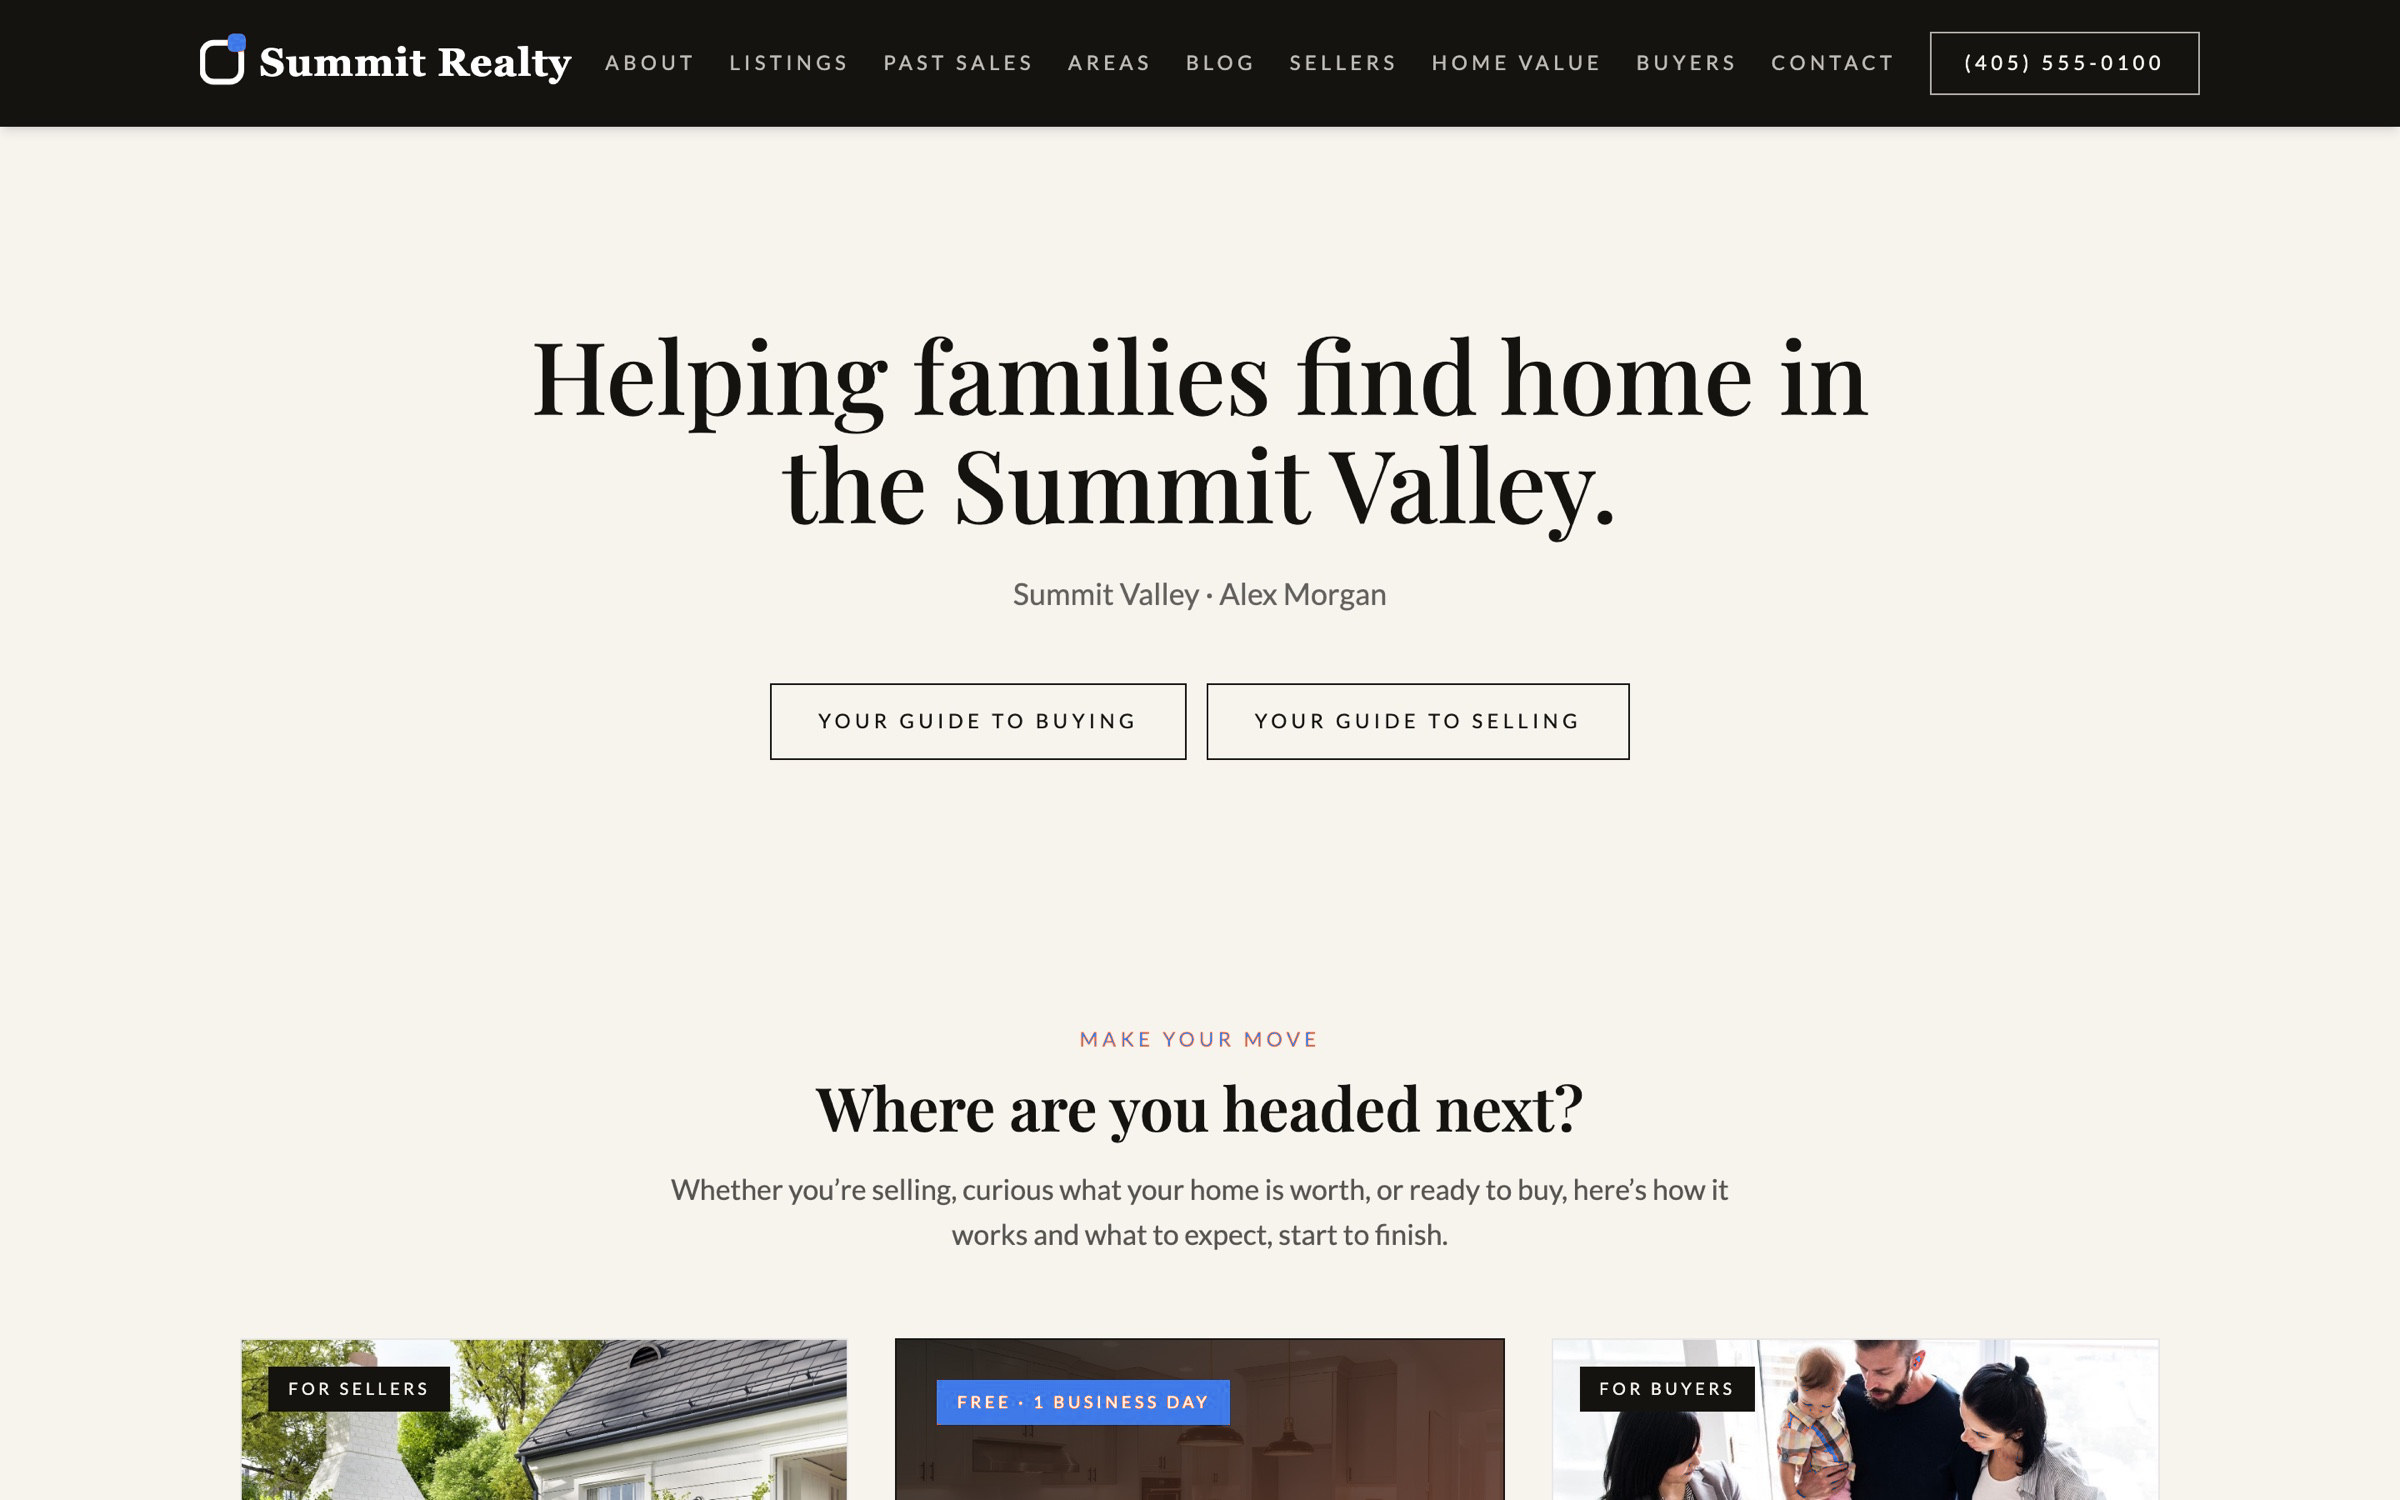 Summit Realty
ABOUT
LISTINGS
PAST SALES
AREAS
BLOG
SELLERS
HOME VALUE
BUYERS
CONTACT
(405) 555-0100
Helping families find home in
the Summit Valley.
Summit Valley · Alex Morgan
YOUR GUIDE TO BUYING
YOUR GUIDE TO SELLING
MAKE YOUR MOVE
Where are you headed next?
Whether you’re selling, curious what your home is worth, or ready to buy, here’s how it
works and what to expect, start to finish.
FOR SELLERS
FREE · 1 BUSINESS DAY
FOR BUYERS